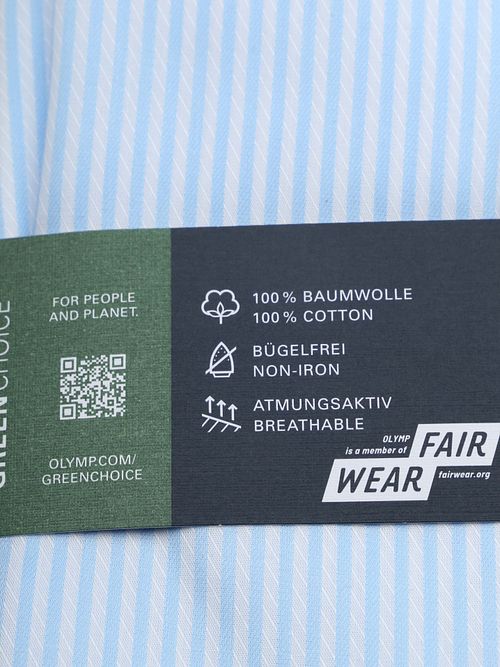 GREEN CHOICE
FOR PEOPLE
AND PLANET.
OLYMP.COM/
GREENCHOICE
100 % BAUMWOLLE
100 % COTTON
BÜGELFREI
NON-IRON
ATMUNGSAKTIV
BREATHABLE
OLYMP
is a member of
FAIR
WEAR
fairwear.org